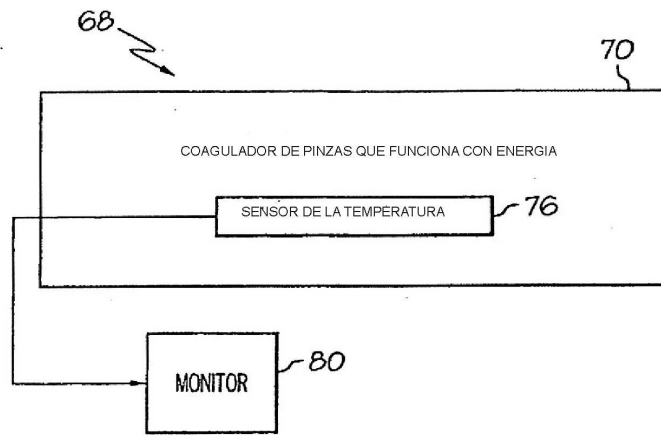 68
70
COAGULADOR DE PINZAS QUE FUNCIONA CON ENERGIA
SENSOR DE LA TEMPERATURA
76
MONITOR
80